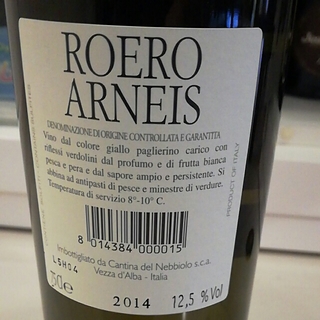 ROERO
ARNEIS
DENOMINAZIONE DI ORIGINE CONTROLLATA E GARANTITA
Vino dal colore giallo paglierino carico con
riflessi verdolini dal profumo e di frutta bianca
pesca e pera e dal sapore ampio e persistente. Si
abbina ad antipasti di pesce e minestre di verdure.
Temperatura di servizio 8°-10° C.
PRODUCT OF ITALY
8 014384 000015
L5H04
Imbottigliato da Cantina del Nebbiolo s.c.a.
Vezza d'Alba - Italia
2014 12,5 %Vol